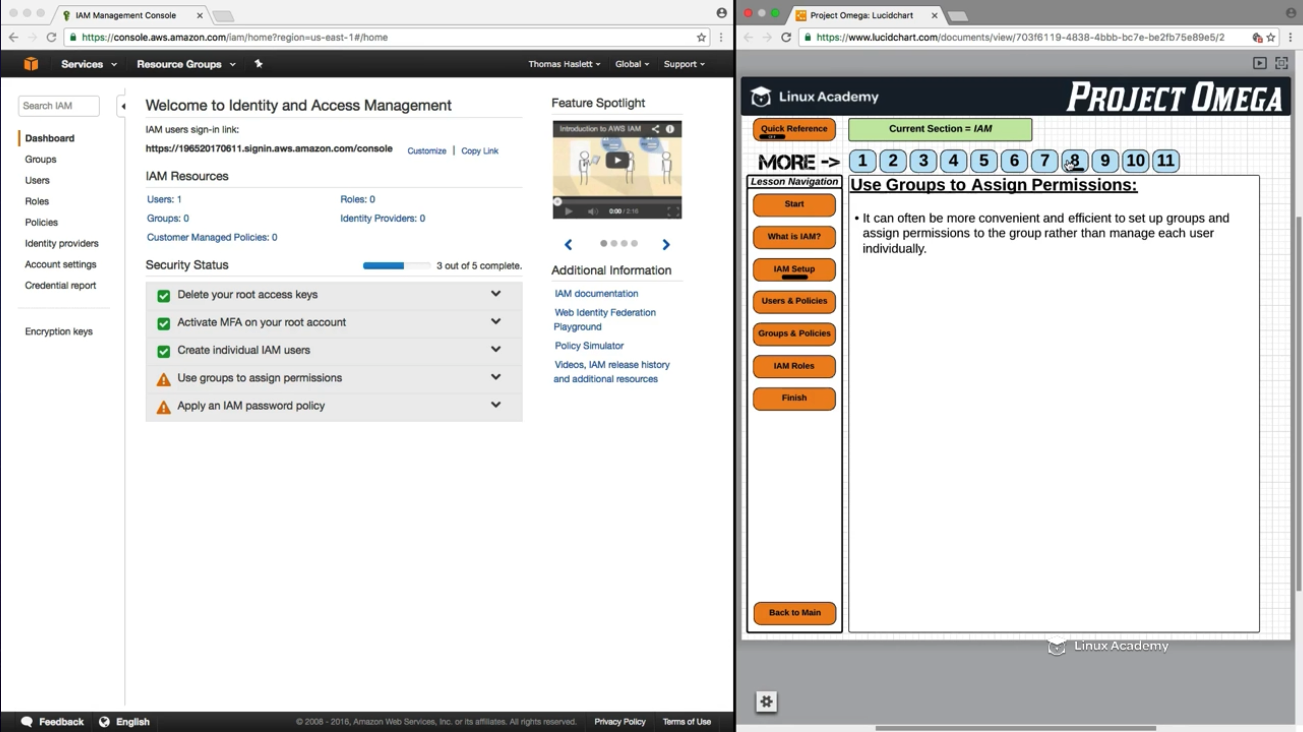 IAM Management Console
https://console.aws.amazon.com/iam/home?region=us-east-1#/home
Services
Resource Groups
Thomas Haslett
Global
Support
Search IAM
Dashboard
Groups
Users
Roles
Policies
Identity providers
Account settings
Credential report
Encryption keys
Welcome to Identity and Access Management
IAM users sign-in link:
https://196520170611.signin.aws.amazon.com/console
Customize | Copy Link
IAM Resources
Users: 1
Roles: 0
Groups: 0
Identity Providers: 0
Customer Managed Policies: 0
Security Status
3 out of 5 complete.
Delete your root access keys
Activate MFA on your root account
Create individual IAM users
Use groups to assign permissions
Apply an IAM password policy
Feature Spotlight
Introduction to AWS IAM
0:00 / 2:16
Additional Information
IAM documentation
Web Identity Federation
Playground
Policy Simulator
Videos, IAM release history
and additional resources
Feedback
English
© 2008 - 2016, Amazon Web Services, Inc. or its affiliates. All rights reserved.
Privacy Policy
Terms of Use
Project Omega: Lucidchart
https://www.lucidchart.com/documents/view/703f6119-4838-4bbb-bc7e-be2fb75e89e5/2
Linux Academy
PROJECT OMEGA
Quick Reference
Current Section = IAM
MORE ->
1 2 3 4 5 6 7 8 9 10 11
Lesson Navigation
Start
What is IAM?
IAM Setup
Users & Policies
Groups & Policies
IAM Roles
Finish
Back to Main
Use Groups to Assign Permissions:
• It can often be more convenient and efficient to set up groups and
assign permissions to the group rather than manage each user
individually.
Linux Academy